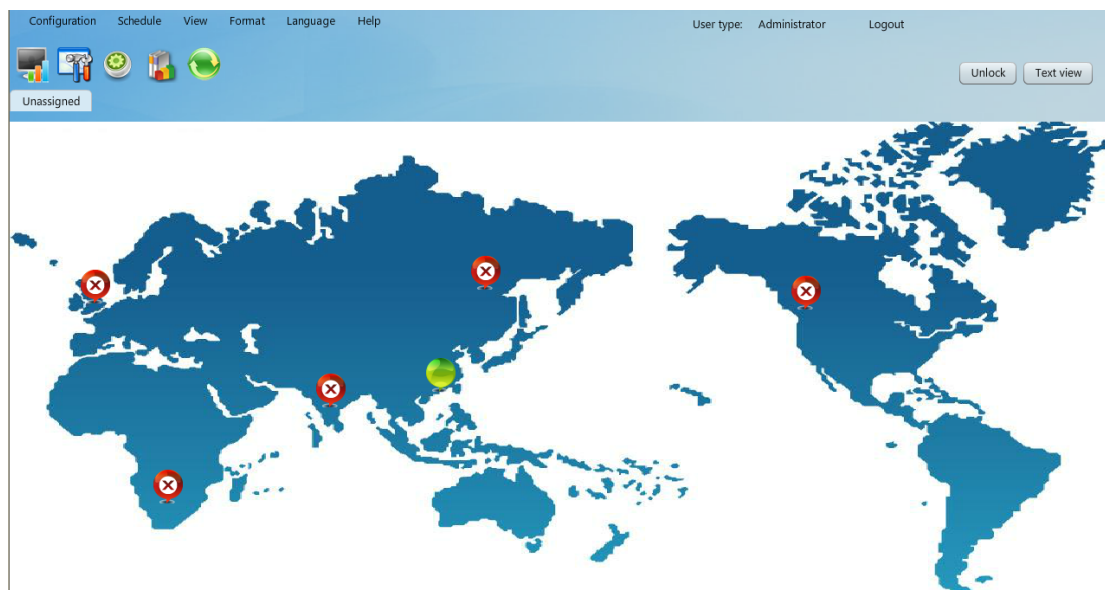 Configuration Schedule View Format Language Help User type: Administrator Logout
Unlock Text view
Unassigned